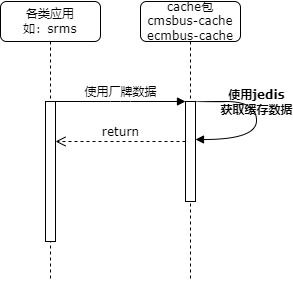 各类应用
如：srms
cache包
cmsbus-cache
ecmbus-cache
使用厂牌数据
使用jedis
获取缓存数据
return